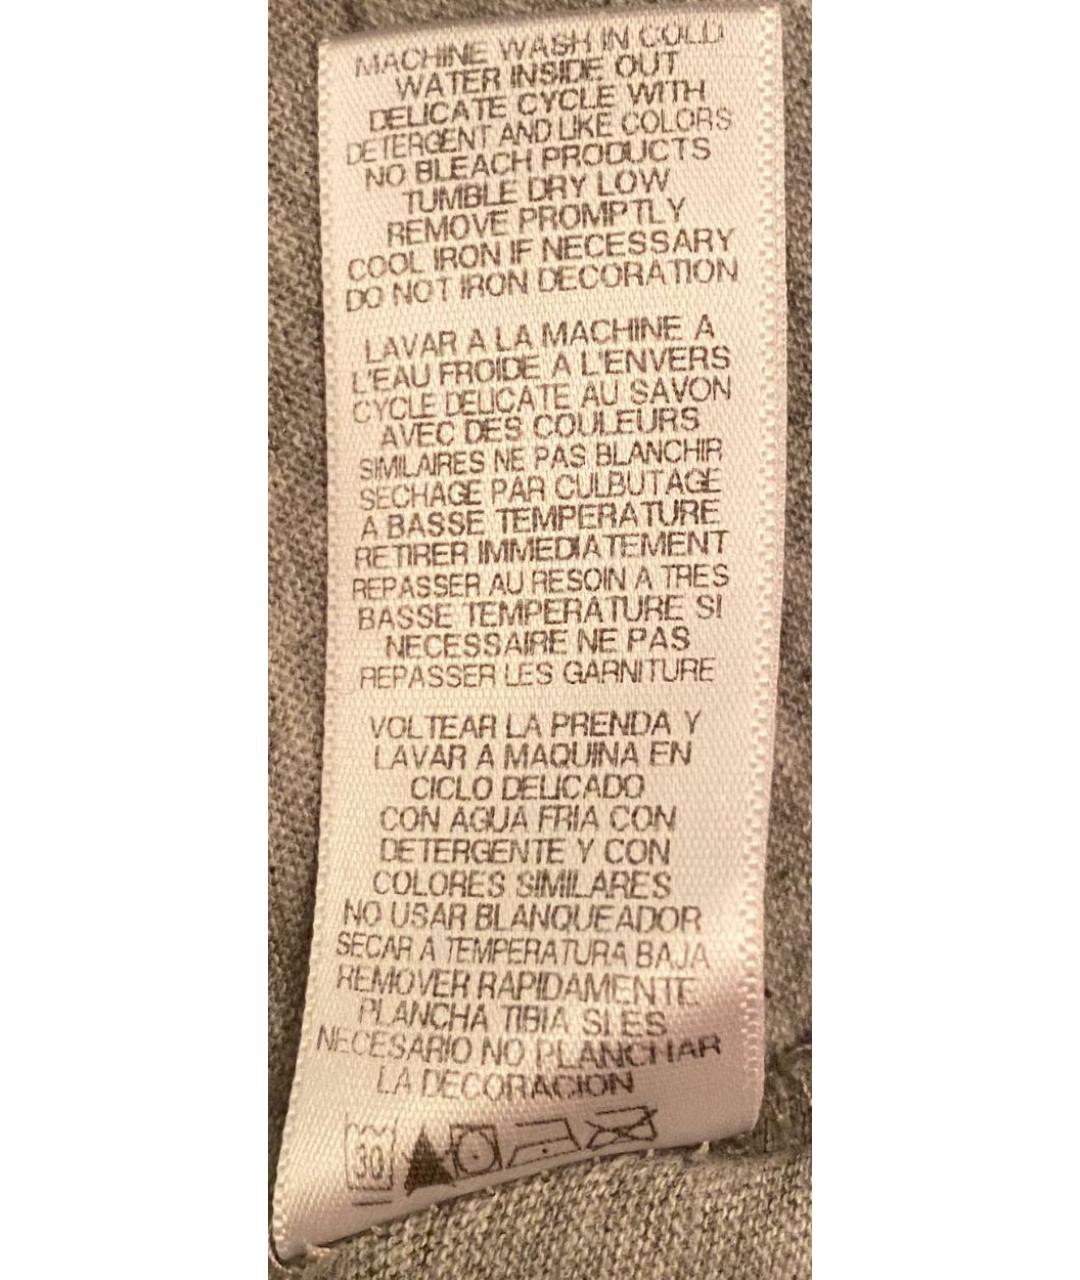 MACHINE WASH IN COLD
WATER INSIDE OUT
DELICATE CYCLE WITH
DETERGENT AND LIKE COLORS
NO BLEACH PRODUCTS
TUMBLE DRY LOW
REMOVE PROMPTLY
COOL IRON IF NECESSARY
DO NOT IRON DECORATION
LAVAR A LA MACHINE A
L'EAU FROIDE A L'ENVERS
CYCLE DELICATE AU SAVON
AVEC DES COULEURS
SIMILAIRES NE PAS BLANCHIR
SECHAGE PAR CULBUTAGE
A BASSE TEMPERATURE
RETIRER IMMEDIATEMENT
REPASSER AU RESOIN A TRES
BASSE TEMPERATURE SI
NECESSAIRE NE PAS
REPASSER LES GARNITURE
VOLTEAR LA PRENDA Y
LAVAR A MAQUINA EN
CICLO DELICADO
CON AGUA FRIA CON
DETERGENTE Y CON
COLORES SIMILARES
NO USAR BLANQUEADOR
SECAR A TEMPERATURA BAJA
REMOVER RAPIDAMENTE
PLANCHA TIBIA SI ES
NECESARIO NO PLANCHAR
LA DECORACION
30